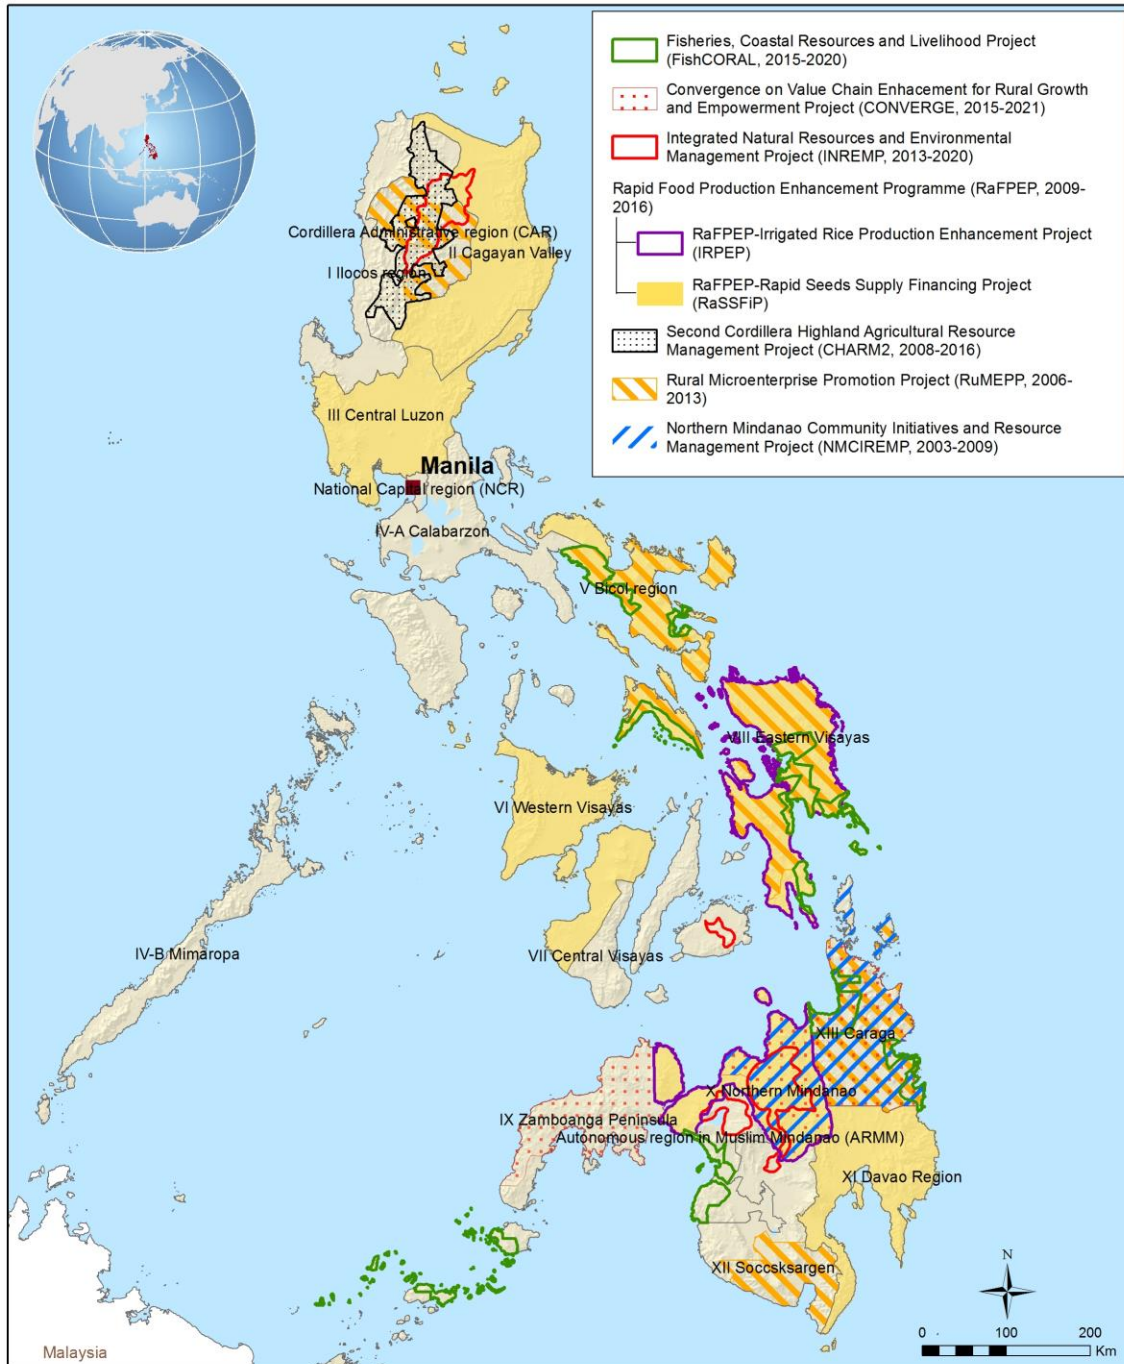 Fisheries, Coastal Resources and Livelihood Project
(FishCORAL, 2015-2020)
Convergence on Value Chain Enhacement for Rural Growth
and Empowerment Project (CONVERGE, 2015-2021)
Integrated Natural Resources and Environmental
Management Project (INREMP, 2013-2020)
Rapid Food Production Enhancement Programme (RaFPEP, 2009-
2016)
RaFPEP-Irrigated Rice Production Enhancement Project
(IRPEP)
RaFPEP-Rapid Seeds Supply Financing Project
(RaSSFiP)
Second Cordillera Highland Agricultural Resource
Management Project (CHARM2, 2008-2016)
Rural Microenterprise Promotion Project (RuMEPP, 2006-
2013)
Northern Mindanao Community Initiatives and Resource
Management Project (NMCIREMP, 2003-2009)
Cordillera Administrative region (CAR)
II Cagayan Valley
I Ilocos region
III Central Luzon
Manila
National Capital region (NCR)
IV-A Calabarzon
V Bicol region
VIII Eastern Visayas
VI Western Visayas
IV-B Mimaropa
VII Central Visayas
XIII Caraga
X Northern Mindanao
IX Zamboanga Peninsula
Autonomous region in Muslim Mindanao (ARMM)
XI Davao Region
XII Soccsksargen
N
0 100 200
Km
Malaysia